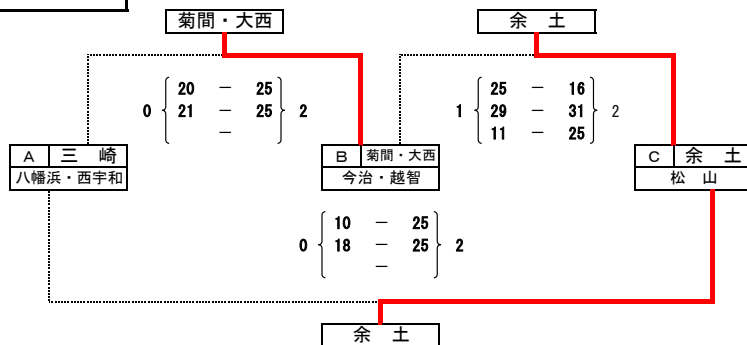 菊間・大西
余 土
20 － 25
0 21 － 25 2
－
25 － 16
1 29 － 31 2
11 － 25
A 三 崎
八幡浜・西宇和
B 菊間・大西
今治・越智
C 余 土
松 山
10 － 25
0 18 － 25 2
－
余 土